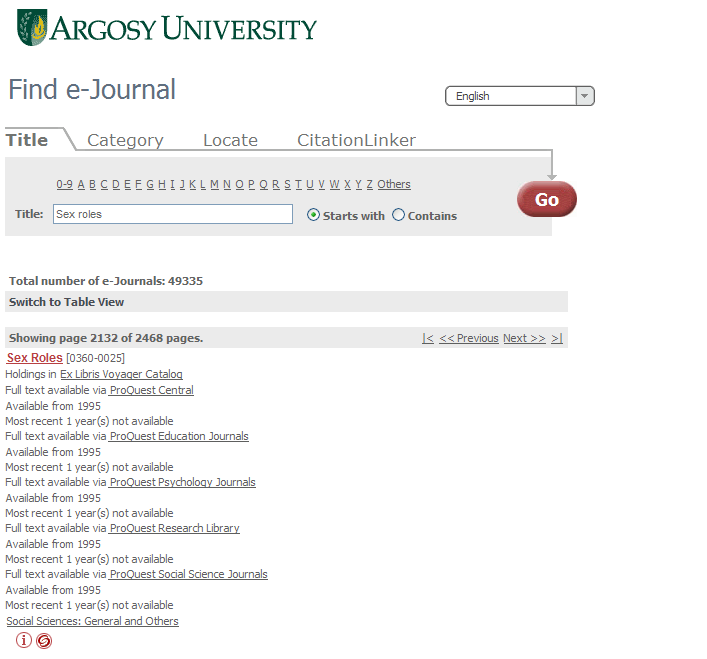 ARGOSY UNIVERSITY
Find e-Journal
English
Title Category Locate CitationLinker
0-9 A B C D E F G H I J K L M N O P Q R S T U V W X Y Z Others
Title: Sex roles Starts with Contains Go
Total number of e-Journals: 49335
Switch to Table View
Showing page 2132 of 2468 pages. |< << Previous Next >> >|
Sex Roles [0360-0025]
Holdings in Ex Libris Voyager Catalog
Full text available via ProQuest Central
Available from 1995
Most recent 1 year(s) not available
Full text available via ProQuest Education Journals
Available from 1995
Most recent 1 year(s) not available
Full text available via ProQuest Psychology Journals
Available from 1995
Most recent 1 year(s) not available
Full text available via ProQuest Research Library
Available from 1995
Most recent 1 year(s) not available
Full text available via ProQuest Social Science Journals
Available from 1995
Most recent 1 year(s) not available
Social Sciences: General and Others
i S